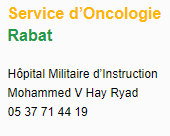 Service d’Oncologie
Rabat
Hôpital Militaire d’Instruction
Mohammed V Hay Ryad
05 37 71 44 19